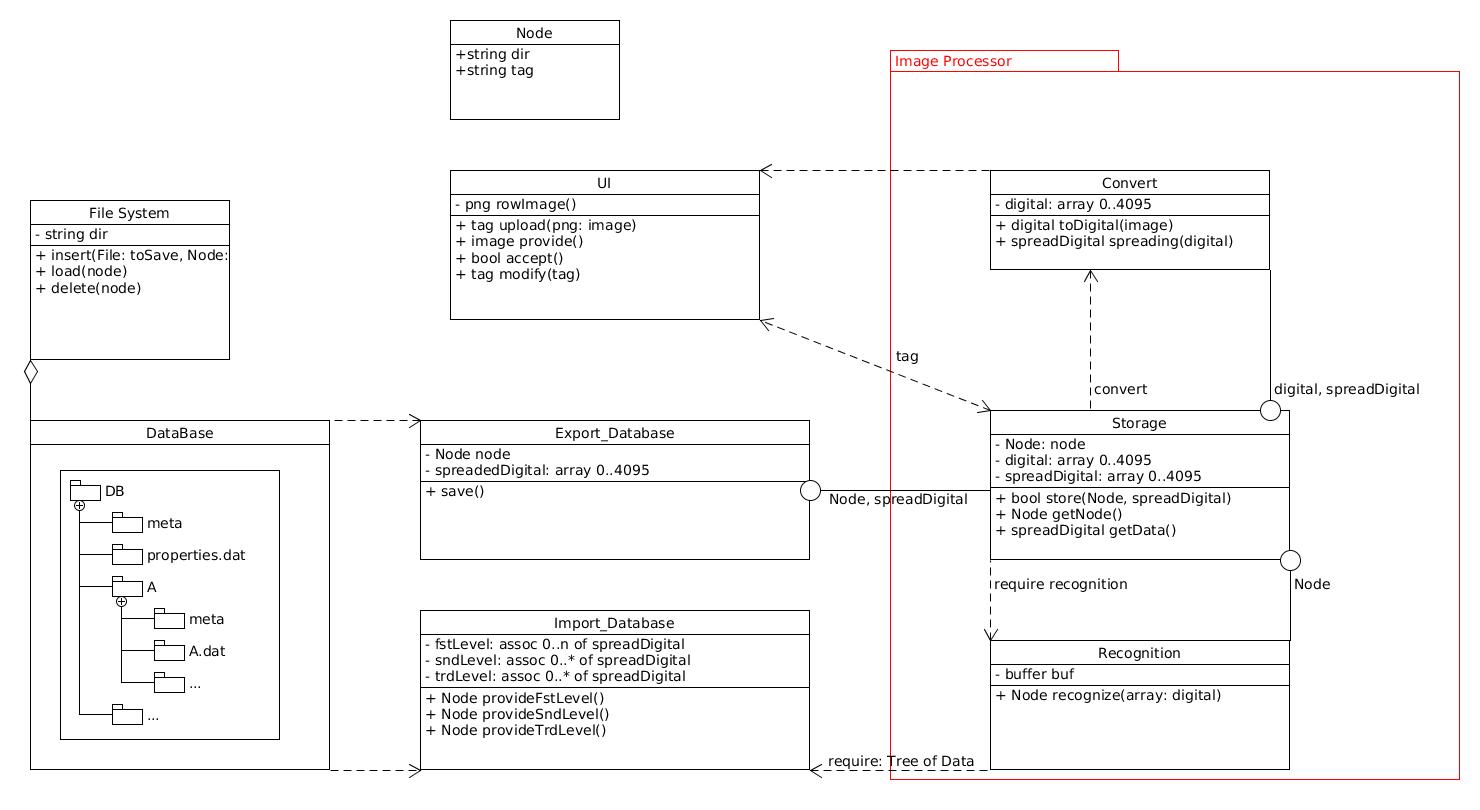 Node
+string dir
+string tag
Image Processor
UI
- png rowImage()
+ tag upload(png: image)
+ image provide()
+ bool accept()
+ tag modify(tag)
Convert
- digital: array 0..4095
+ digital toDigital(image)
+ spreadDigital spreading(digital)
File System
- string dir
+ insert(File: toSave, Node:
+ load(node)
+ delete(node)
tag
convert
digital, spreadDigital
DataBase
DB
meta
properties.dat
A
meta
A.dat
...
...
Export_Database
- Node node
- spreadedDigital: array 0..4095
+ save()
Node, spreadDigital
Storage
- Node: node
- digital: array 0..4095
- spreadDigital: array 0..4095
+ bool store(Node, spreadDigital)
+ Node getNode()
+ spreadDigital getData()
require recognition
Node
Import_Database
- fstLevel: assoc 0..n of spreadDigital
- sndLevel: assoc 0..* of spreadDigital
- trdLevel: assoc 0..* of spreadDigital
+ Node provideFstLevel()
+ Node provideSndLevel()
+ Node provideTrdLevel()
Recognition
- buffer buf
+ Node recognize(array: digital)
require: Tree of Data